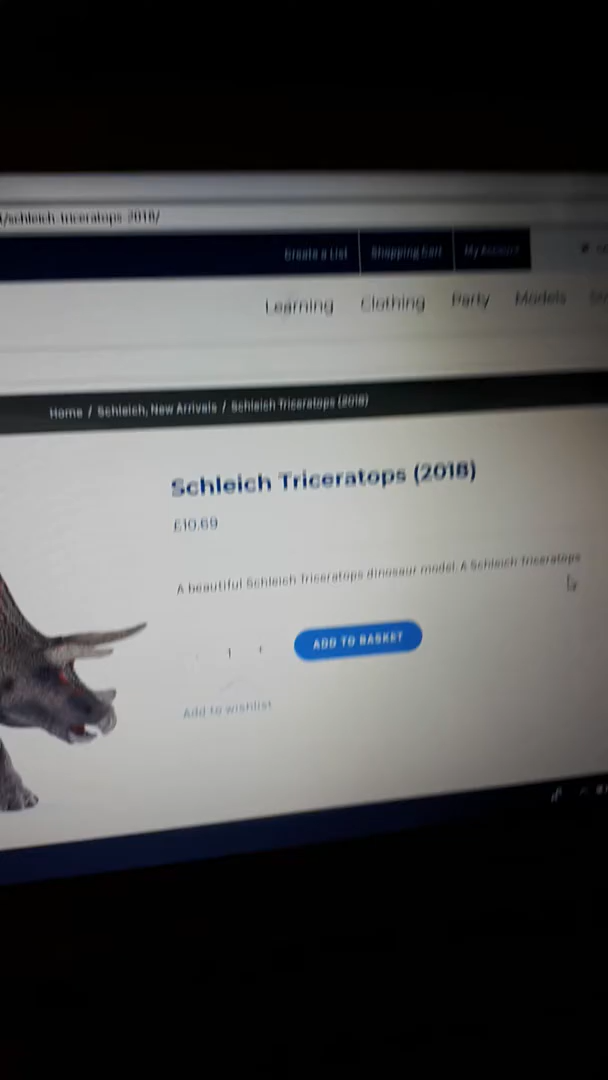 /schleich-triceratops-2018/
Create a List Shopping Cart My Account
Learning Clothing Party Models
Home / Schleich, New Arrivals / Schleich Triceratops (2018)
Schleich Triceratops (2018)
£10.69
A beautiful Schleich Triceratops dinosaur model. A Schleich Triceratops
1 +
ADD TO BASKET
Add to wishlist